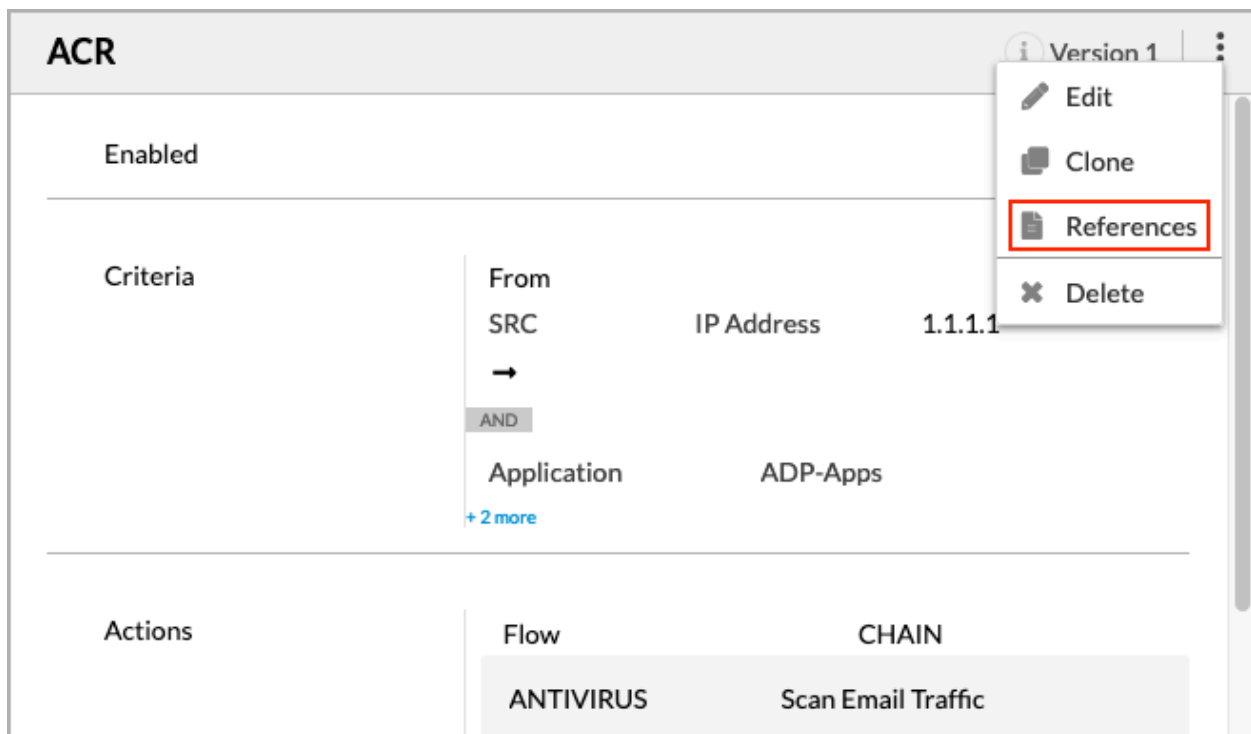 ACR
i Version 1
Edit
Enabled
Clone
References
Criteria
From
Delete
SRC IP Address 1.1.1.1
AND
Application ADP-Apps
+ 2 more
Actions
Flow CHAIN
ANTIVIRUS Scan Email Traffic